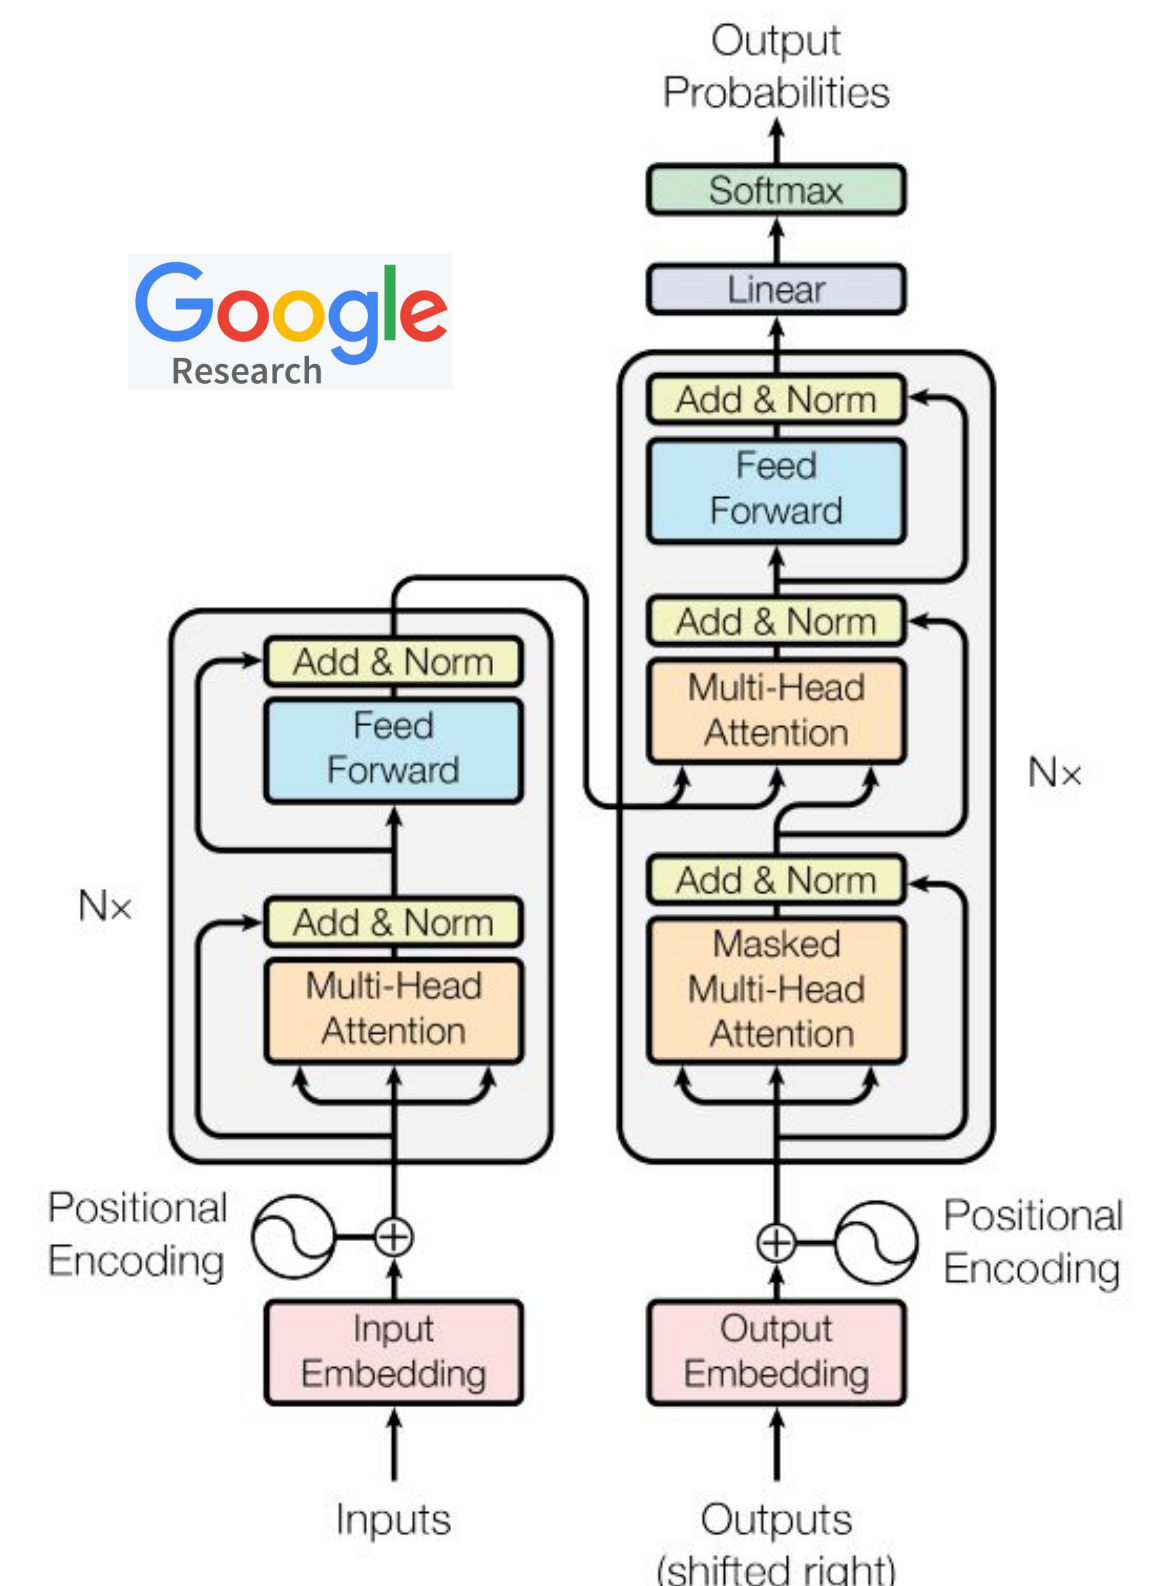 Output
Probabilities
Softmax
Linear
Add & Norm
Feed
Forward
Add & Norm
Multi-Head
Attention
Add & Norm
Masked
Multi-Head
Attention
N×
Positional
Encoding
Output
Embedding
Outputs
(shifted right)
Google
Research
Add & Norm
Feed
Forward
Add & Norm
Multi-Head
Attention
N×
Positional
Encoding
Input
Embedding
Inputs